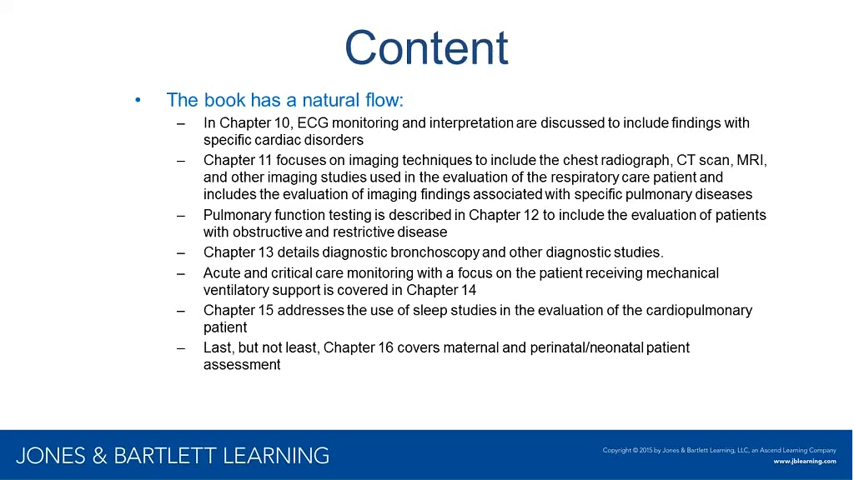 Content
• The book has a natural flow:
– In Chapter 10, ECG monitoring and interpretation are discussed to include findings with
specific cardiac disorders
– Chapter 11 focuses on imaging techniques to include the chest radiograph, CT scan, MRI,
and other imaging studies used in the evaluation of the respiratory care patient and
includes the evaluation of imaging findings associated with specific pulmonary diseases
– Pulmonary function testing is described in Chapter 12 to include the evaluation of patients
with obstructive and restrictive disease
– Chapter 13 details diagnostic bronchoscopy and other diagnostic studies.
– Acute and critical care monitoring with a focus on the patient receiving mechanical
ventilatory support is covered in Chapter 14
– Chapter 15 addresses the use of sleep studies in the evaluation of the cardiopulmonary
patient
– Last, but not least, Chapter 16 covers maternal and perinatal/neonatal patient
assessment
JONES & BARTLETT LEARNING
Copyright © 2015 by Jones & Bartlett Learning, LLC, an Ascend Learning Company
www.jblearning.com